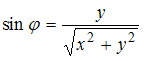 sin φ = y / √(x² + y²)